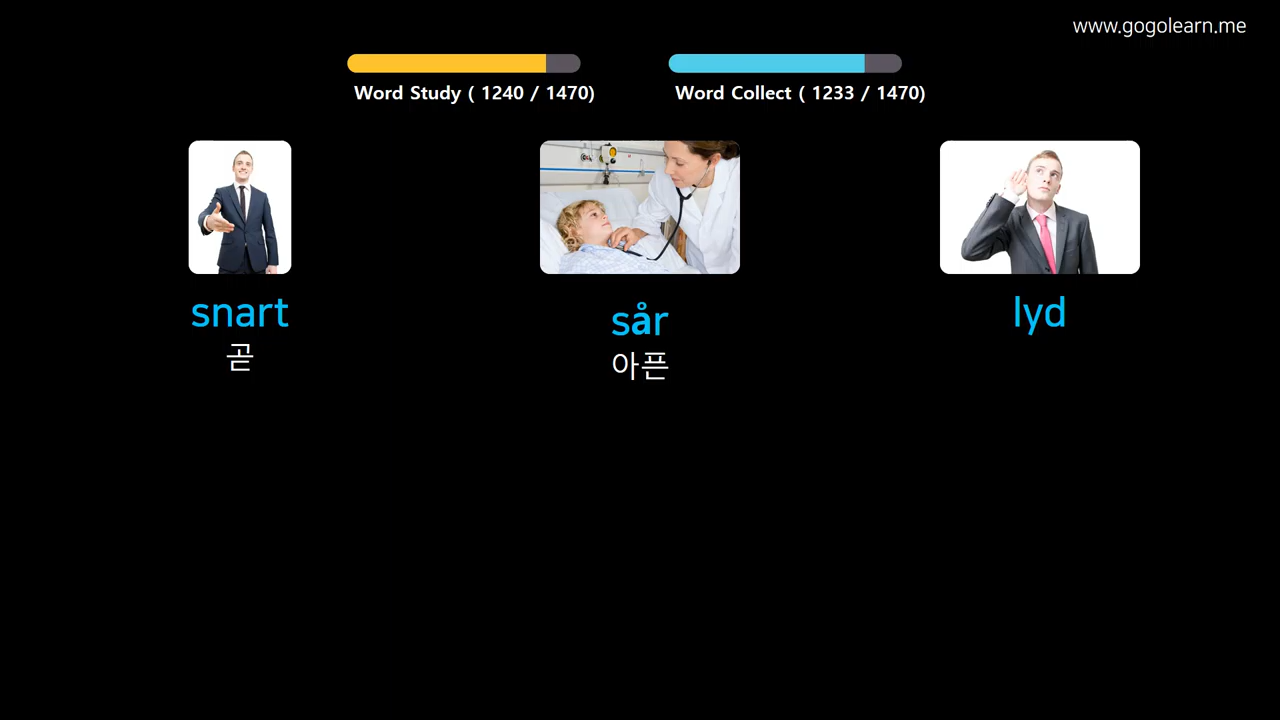 www.gogolearn.me
Word Study ( 1240 / 1470)
Word Collect ( 1233 / 1470)
snart
곧
sår
아픈
lyd